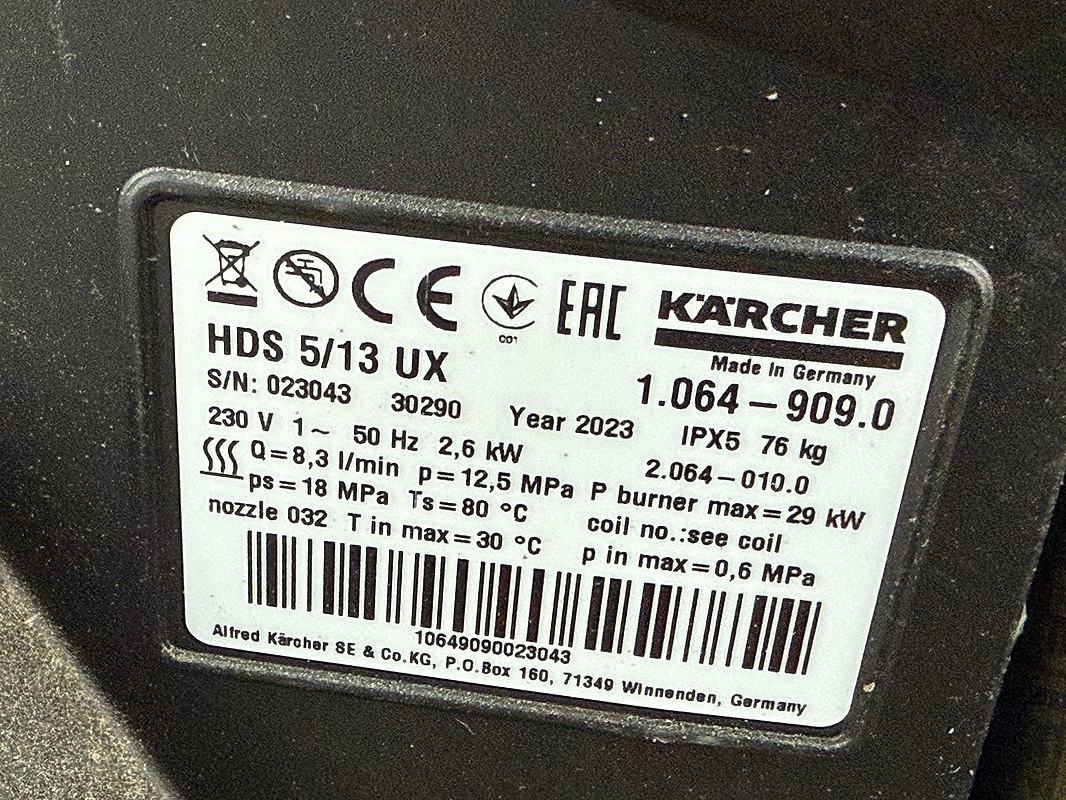 CE EAC KÄRCHER
Made in Germany
HDS 5/13 UX 1.064-909.0
S/N: 023043 30290 Year 2023 IPX5 76 kg
230 V 1~ 50 Hz 2,6 kW 2.064-010.0
Q=8,3 l/min p=12,5 MPa P burner max=29 kW
ps=18 MPa Ts=80 °C coil no.:see coil
nozzle 032 T in max=30 °C p in max=0,6 MPa
10649090023043
Alfred Kärcher SE & Co.KG, P.O.Box 160, 71349 Winnenden, Germany